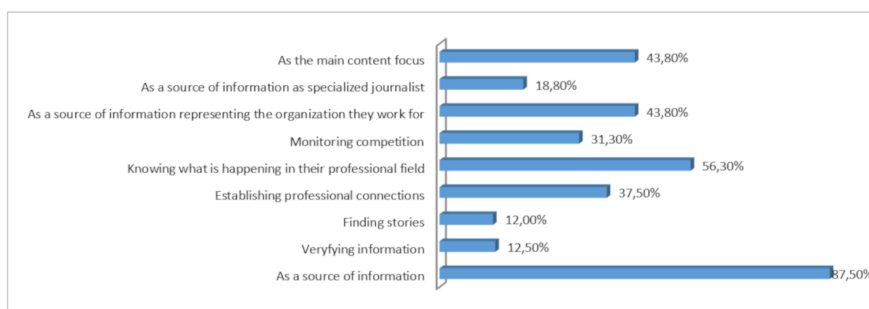 As the main content focus 43,80%
As a source of information as specialized journalist 18,80%
As a source of information representing the organization they work for 43,80%
Monitoring competition 31,30%
Knowing what is happening in their professional field 56,30%
Establishing professional connections 37,50%
Finding stories 12,00%
Veryfying information 12,50%
As a source of information 87,50%